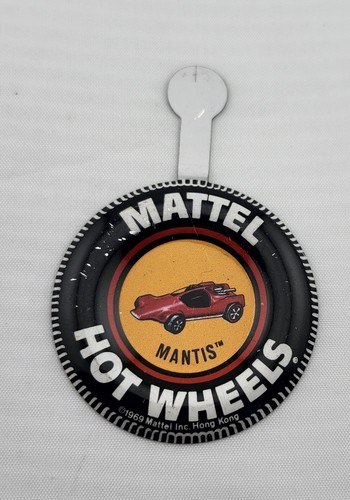 MATTEL
MANTIS™
HOT WHEELS®
©1969 Mattel Inc. Hong Kong